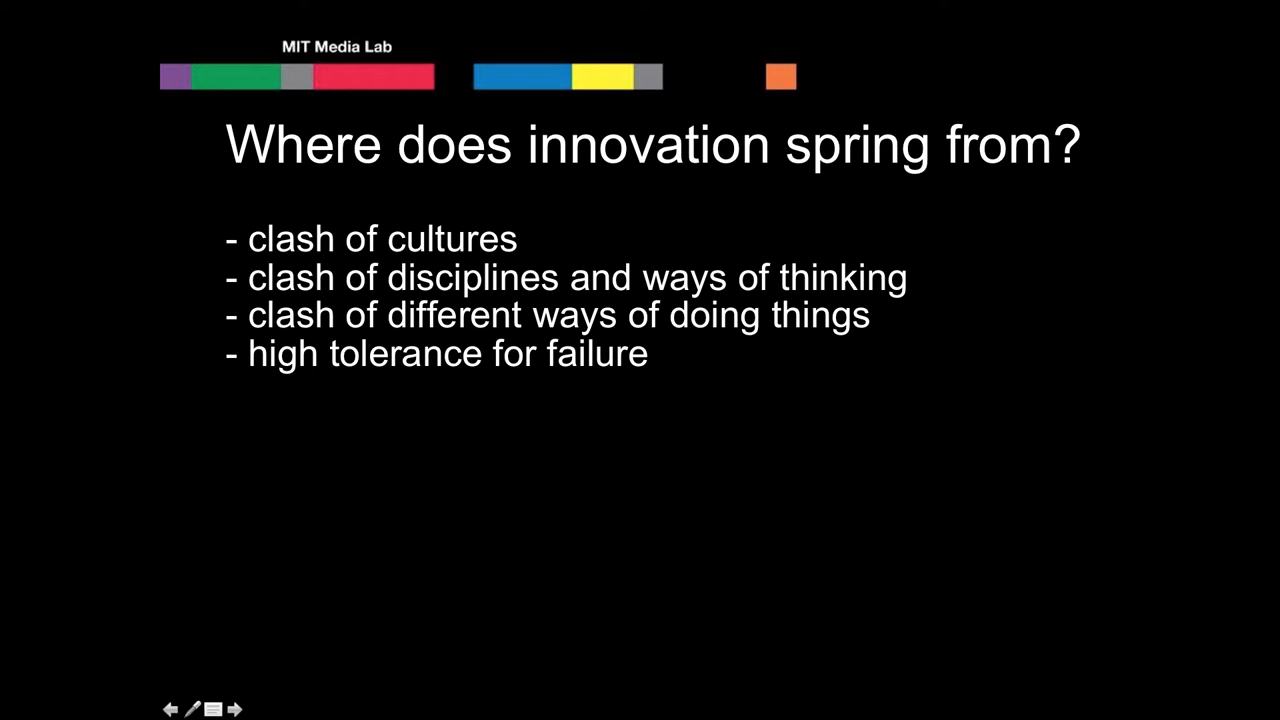 MIT Media Lab
Where does innovation spring from?
- clash of cultures
- clash of disciplines and ways of thinking
- clash of different ways of doing things
- high tolerance for failure